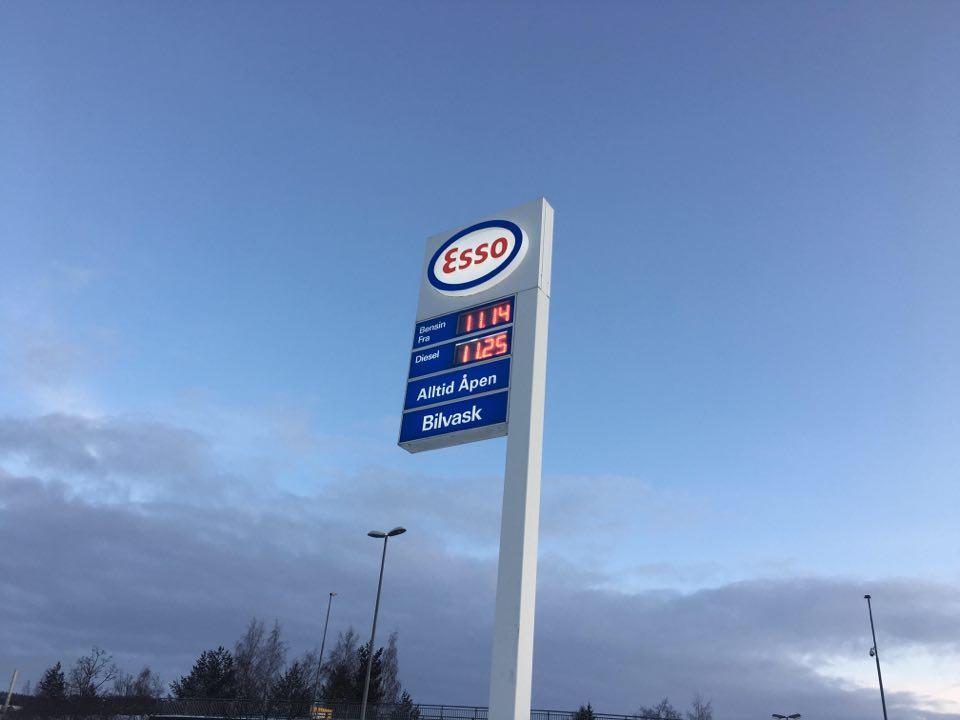 Esso
Bensin 11.14
Fra
Diesel 11.25
Alltid Åpen
Bilvask